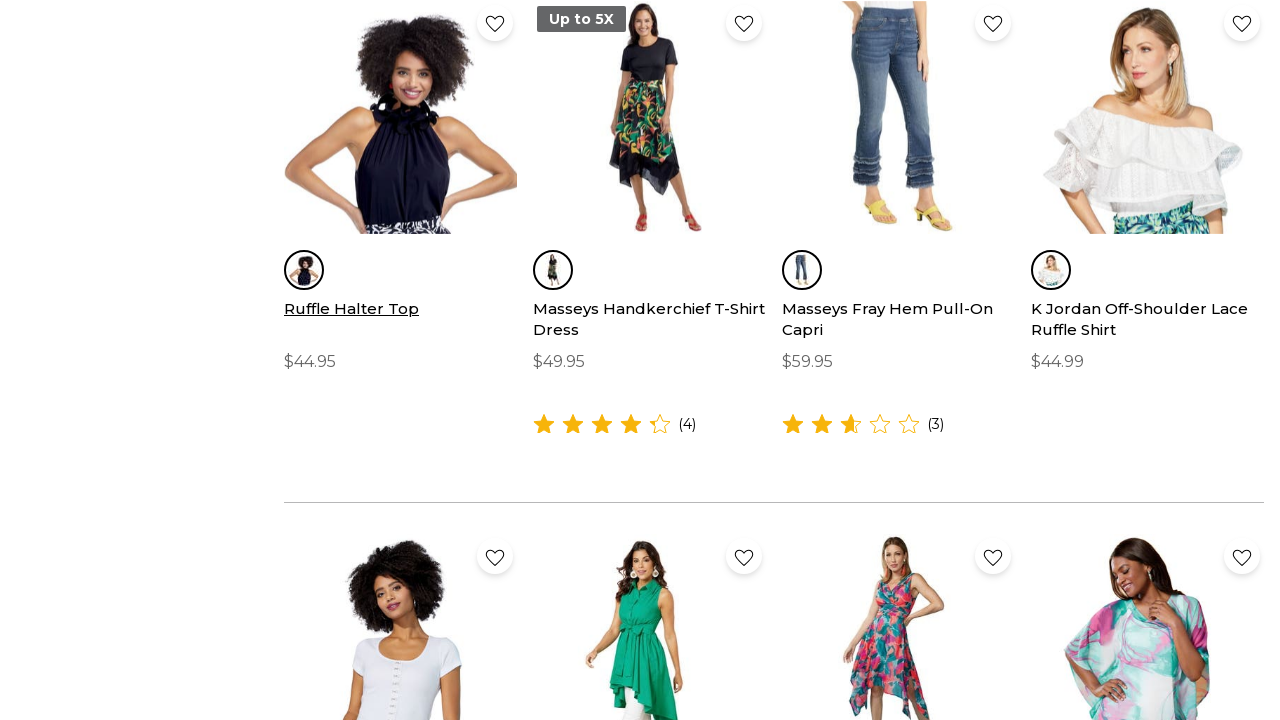 Up to 5X
Ruffle Halter Top
$44.95
Masseys Handkerchief T-Shirt
Dress
$49.95
(4)
Masseys Fray Hem Pull-On
Capri
$59.95
(3)
K Jordan Off-Shoulder Lace
Ruffle Shirt
$44.99